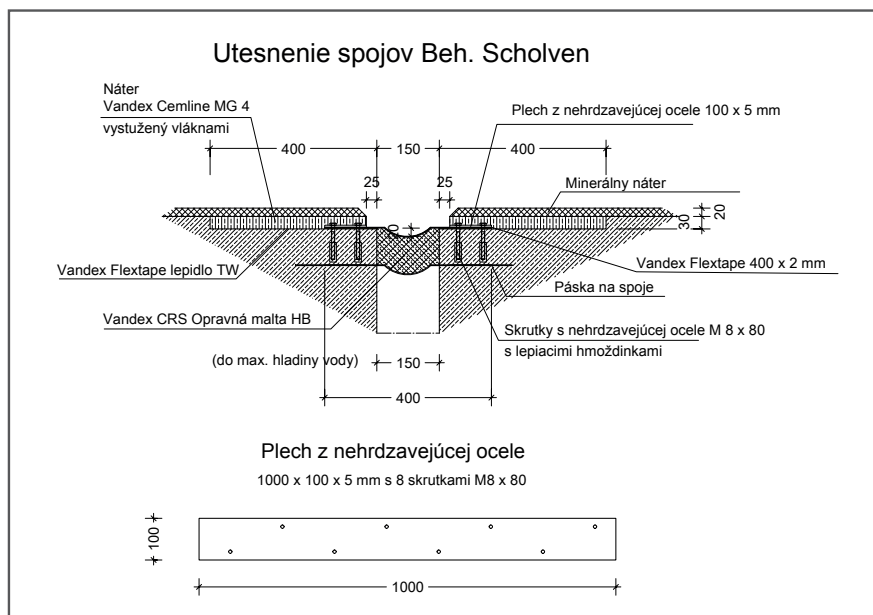 Utesnenie spojov Beh. Scholven
Náter
Vandex Cemline MG 4
vystužený vláknami
Plech z nehrdzavejúcej ocele 100 x 5 mm
400
150
400
25
25
Minerálny náter
20
30
Vandex Flextape lepidlo TW
Vandex Flextape 400 x 2 mm
Páska na spoje
Vandex CRS Opravná malta HB
Skrutky s nehrdzavejúcej ocele M 8 x 80
s lepiacimi hmoždinkami
(do max. hladiny vody)
150
400
Plech z nehrdzavejúcej ocele
1000 x 100 x 5 mm s 8 skrutkami M8 x 80
100
1000